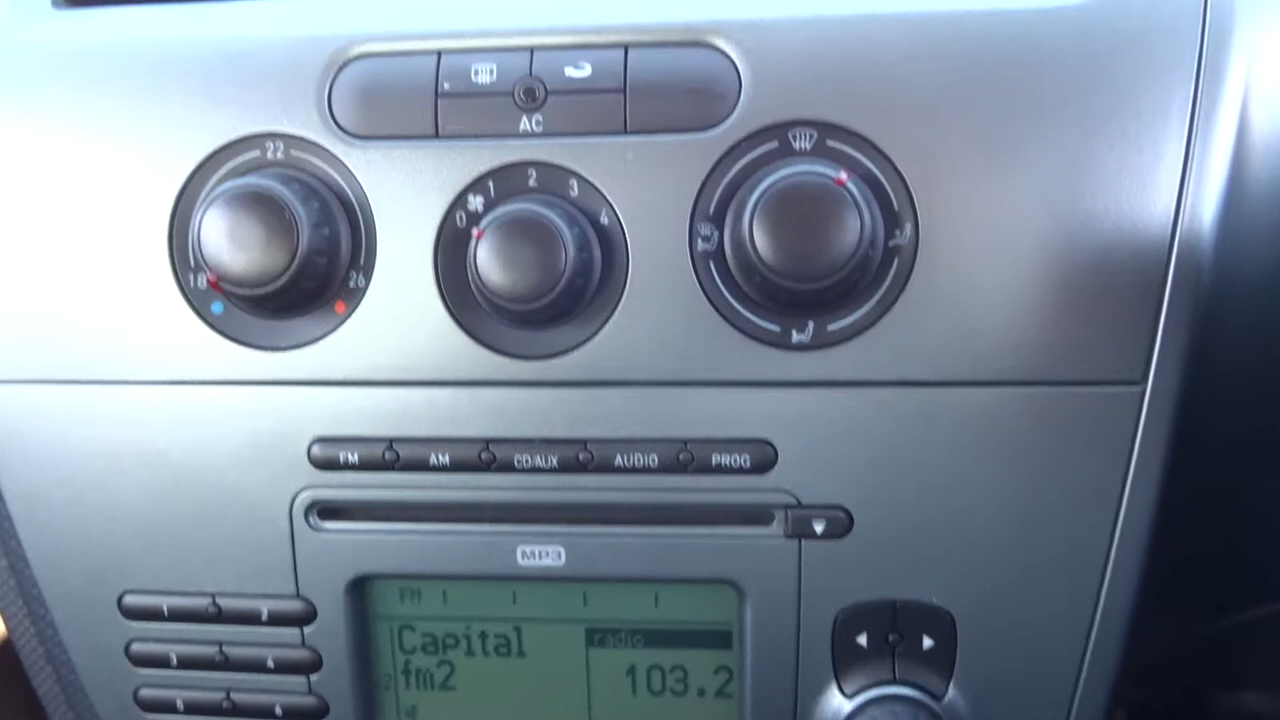 AC
22
18
26
0
1
2
3
4
FM
AM
CD/AUX
AUDIO
PROG
MP3
1
2
3
4
5
6
FM
Capital
fm2
radio
103.2
2